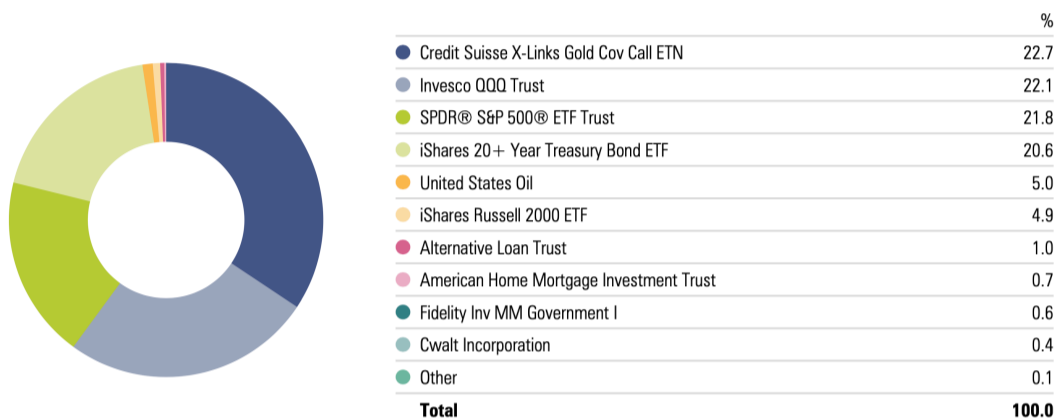 %
Credit Suisse X-Links Gold Cov Call ETN 22.7
Invesco QQQ Trust 22.1
SPDR® S&P 500® ETF Trust 21.8
iShares 20+ Year Treasury Bond ETF 20.6
United States Oil 5.0
iShares Russell 2000 ETF 4.9
Alternative Loan Trust 1.0
American Home Mortgage Investment Trust 0.7
Fidelity Inv MM Government I 0.6
Cwalt Incorporation 0.4
Other 0.1
Total 100.0